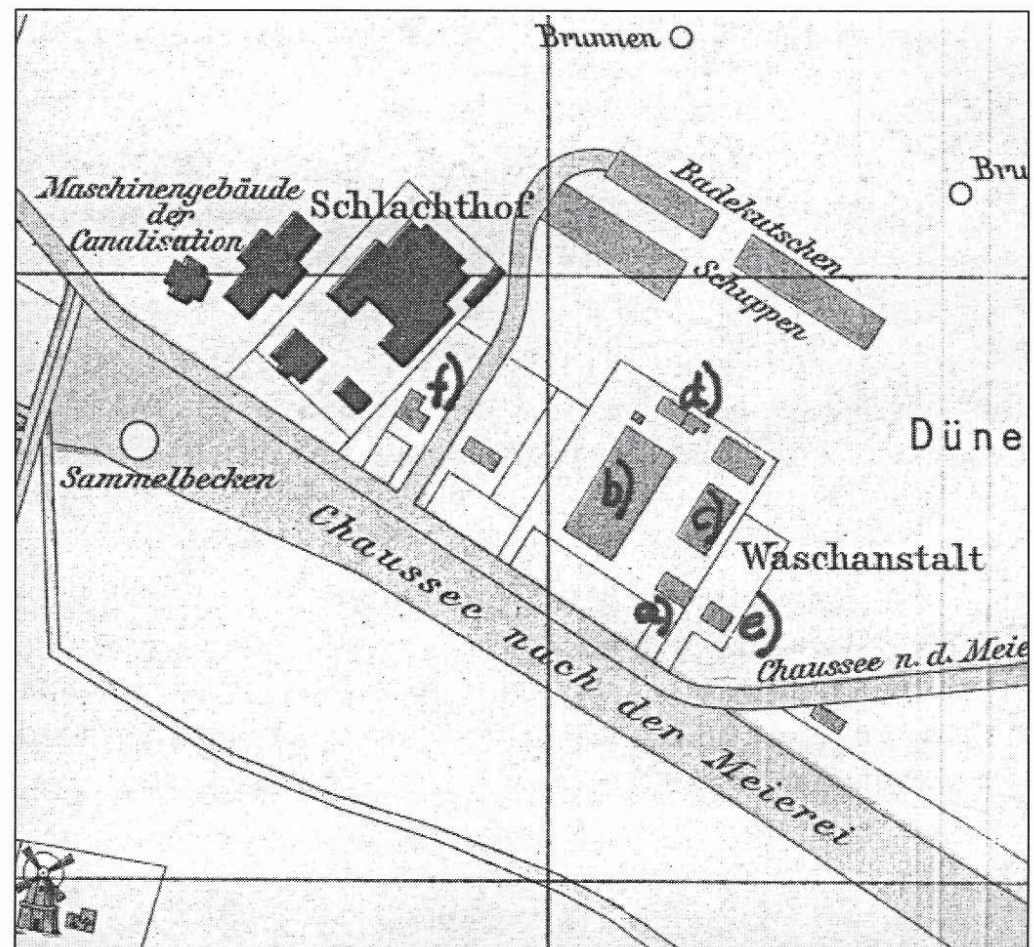 Brunnen
Bru
Maschinengebäude
der
Canalisation
Schlachthof
Badekutschen
Schuppen
f)
d)
Düne
Sammelbecken
b)
c)
Waschanstalt
a)
e)
Chaussee n. d. Meie
Chaussee nach der Meierei